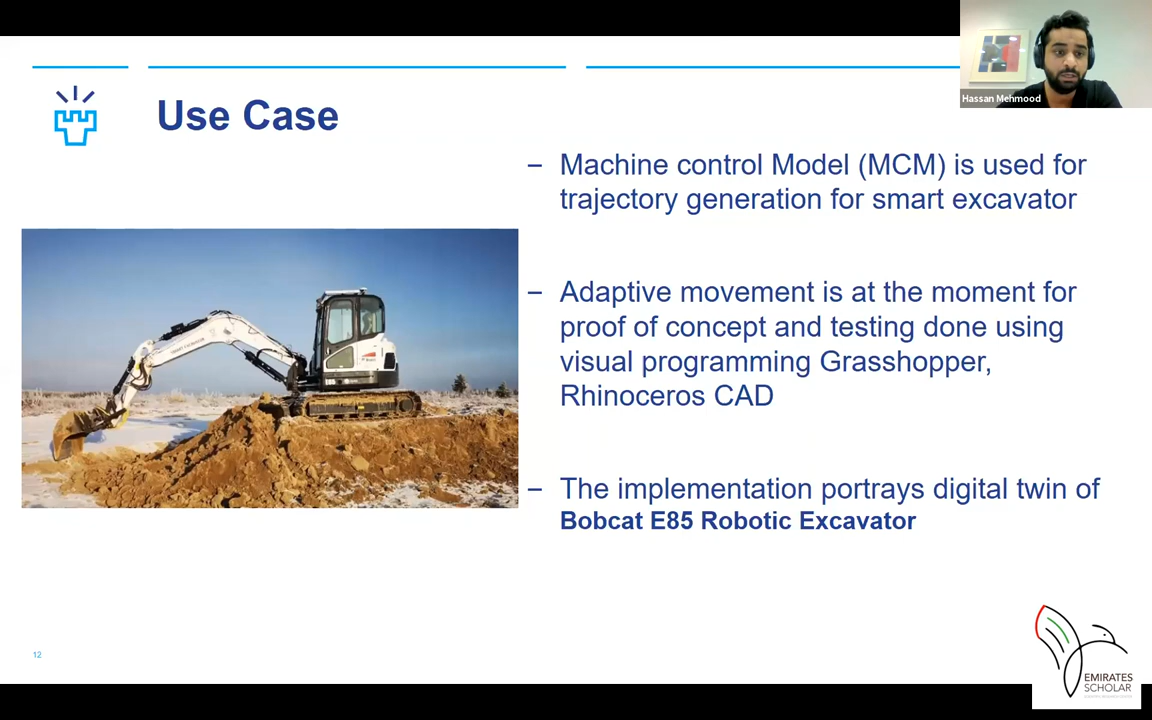 Hassan Mehmood
Use Case
– Machine control Model (MCM) is used for
trajectory generation for smart excavator
– Adaptive movement is at the moment for
proof of concept and testing done using
visual programming Grasshopper,
Rhinoceros CAD
– The implementation portrays digital twin of
Bobcat E85 Robotic Excavator
E85
12
EMIRATES
SCHOLAR